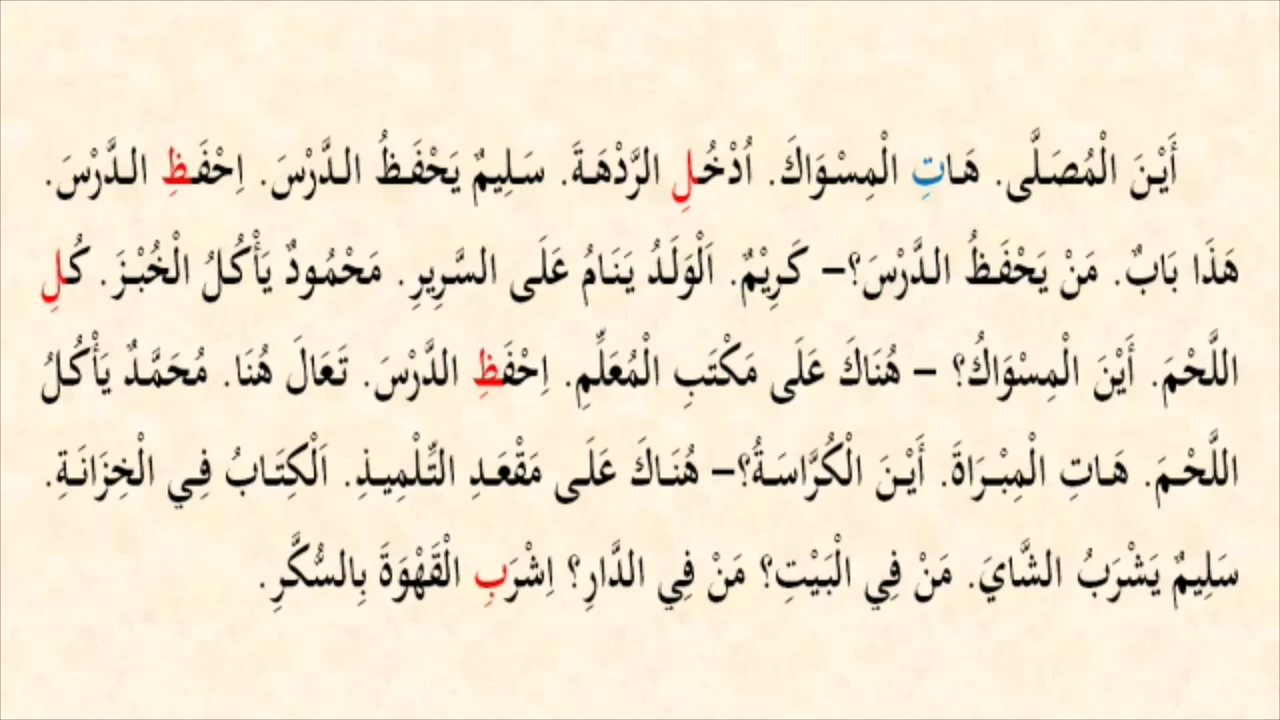 أَيْنَ الْمُصَلَّى. هَاتِ الْمِسْوَاكَ. اُدْخُلِ الرَّدْهَةَ. سَلِيمٌ يَحْفَظُ الدَّرْسَ. اِحْفَظِ الدَّرْسَ.
هَذَا بَابٌ. مَنْ يَحْفَظُ الدَّرْسَ؟– كَرِيْمٌ. اَلْوَلَدُ يَنَامُ عَلَى السَّرِيرِ. مَحْمُودٌ يَأْكُلُ الْخُبْزَ. كُلِ
اللَّحْمَ. أَيْنَ الْمِسْوَاكُ؟ – هُنَاكَ عَلَى مَكْتَبِ الْمُعَلِّمِ. اِحْفَظِ الدَّرْسَ. تَعَالَ هُنَا. مُحَمَّدٌ يَأْكُلُ
اللَّحْمَ. هَاتِ الْمِبْرَاةَ. أَيْنَ الْكُرَّاسَةُ؟– هُنَاكَ عَلَى مَقْعَدِ التِّلْمِيذِ. اَلْكِتَابُ فِي الْخِزَانَةِ.
سَلِيمٌ يَشْرَبُ الشَّايَ. مَنْ فِي الْبَيْتِ؟ مَنْ فِي الدَّارِ؟ اِشْرَبِ الْقَهْوَةَ بِالسُّكَّرِ.